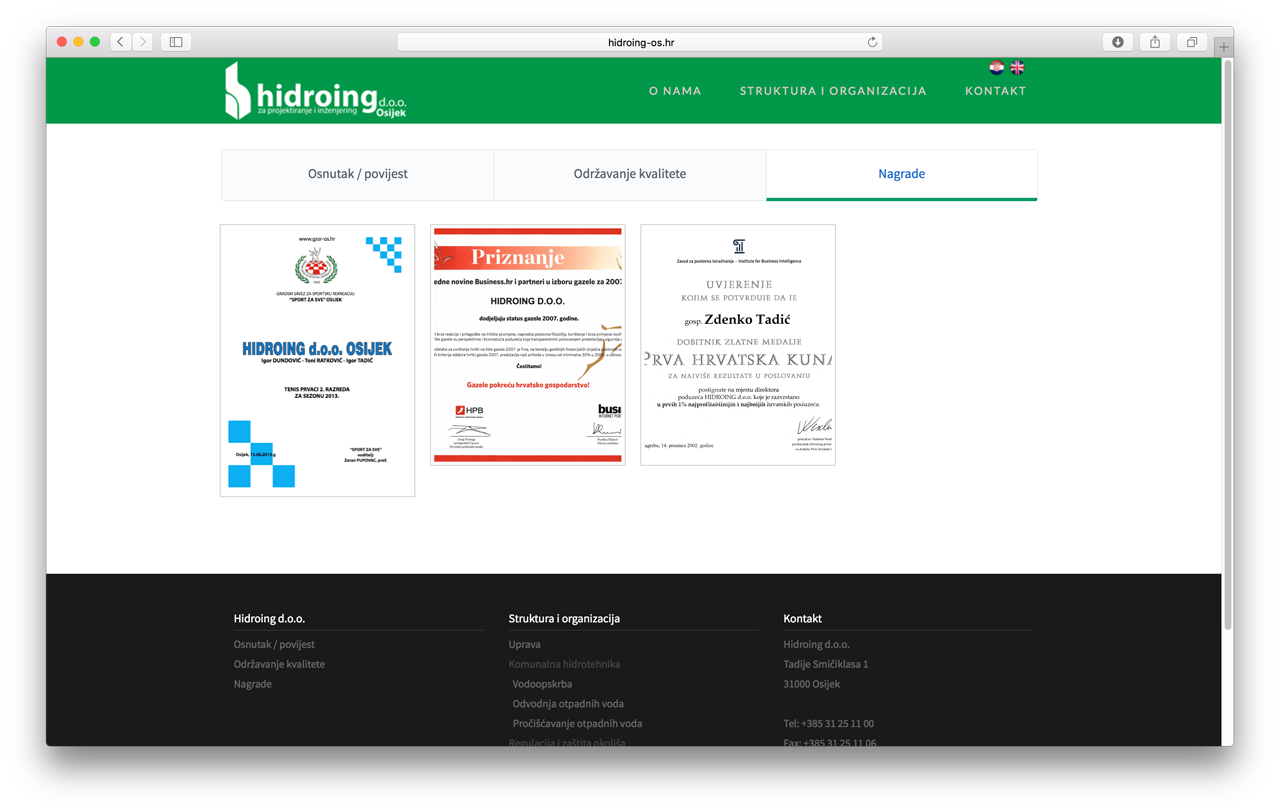 hidroing-os.hr
hidroing d.o.o.
za projektiranje i inženjering Osijek
O NAMA
STRUKTURA I ORGANIZACIJA
KONTAKT
Osnutak / povijest
Održavanje kvalitete
Nagrade
www.gssr-os.hr
GRADSKI SAVEZ ZA SPORTSKU REKREACIJU
"SPORT ZA SVE" OSIJEK
HIDROING d.o.o. OSIJEK
Igor DUNDOVIĆ - Toni RATKOVIĆ - Igor TADIĆ
TENIS PRVACI 2. RAZREDA
ZA SEZONU 2013.
"SPORT ZA SVE"
voditelj:
Zoran PUPOVAC, prof.
Priznanje
edne novine Business.hr i partneri u izboru gazele za 200
HIDROING D.O.O.
dodjeljuju status gazele 2007. godine.
Čestitamo!
Gazele pokreću hrvatsko gospodarstvo!
HPB
busi
Zavod za poslovna istraživanja - Institute for Business Intelligence
UVJERENJE
KOJIM SE POTVRĐUJE DA JE
gosp. Zdenko Tadić
DOBITNIK ZLATNE MEDALJE
PRVA HRVATSKA KUNA
ZA NAJVIŠE REZULTATE U POSLOVANJU
postignute na mjestu direktora
poduzeća HIDROING d.o.o. koje je razvrstano
u prvih 1% najprofitabilnijih i najboljih hrvatskih poduzeća.
agrebu, 14. prosinca 2002. godine
Hidroing d.o.o.
Osnutak / povijest
Održavanje kvalitete
Nagrade
Struktura i organizacija
Uprava
Komunalna hidrotehnika
Vodoopskrba
Odvodnja otpadnih voda
Pročišćavanje otpadnih voda
Regulacija i zaštita okoliša
Kontakt
Hidroing d.o.o.
Tadije Smičiklasa 1
31000 Osijek
Tel: +385 31 25 11 00
Fax: +385 31 25 11 06